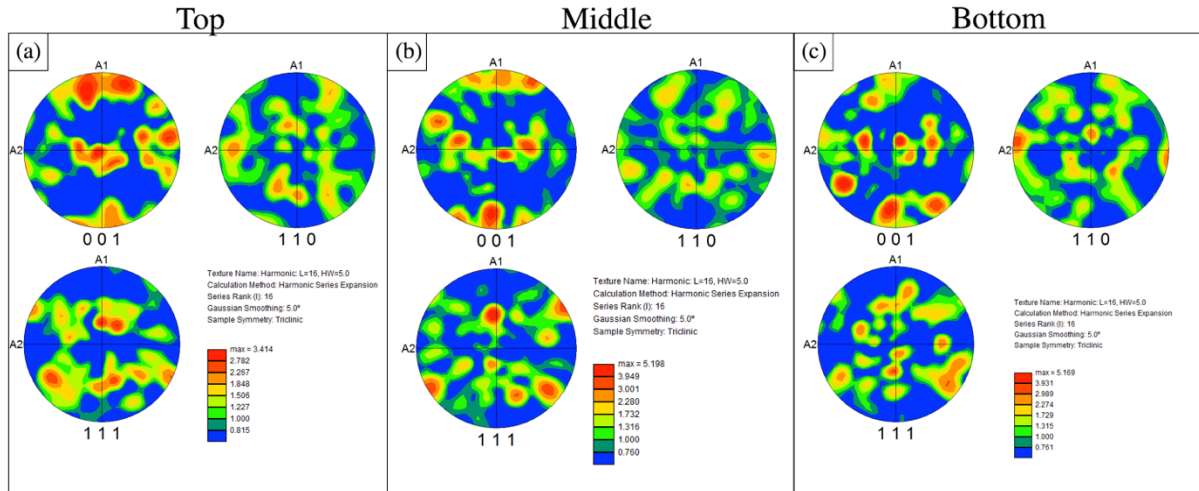 Top
Middle
Bottom
(a)
A1
A2
0 0 1
A1
1 1 0
A1
A2
1 1 1
Texture Name: Harmonic: L=16, HW=5.0
Calculation Method: Harmonic Series Expansion
Series Rank (l): 16
Gaussian Smoothing: 5.0°
Sample Symmetry: Triclinic
max = 3.414
2.782
2.267
1.848
1.506
1.227
1.000
0.815
(b)
A1
A2
0 0 1
A1
1 1 0
A1
A2
1 1 1
Texture Name: Harmonic: L=16, HW=5.0
Calculation Method: Harmonic Series Expansion
Series Rank (l): 16
Gaussian Smoothing: 5.0°
Sample Symmetry: Triclinic
max = 5.198
3.949
3.001
2.280
1.732
1.316
1.000
0.760
(c)
A1
A2
0 0 1
A1
1 1 0
A1
A2
1 1 1
Texture Name: Harmonic: L=16, HW=5.0
Calculation Method: Harmonic Series Expansion
Series Rank (l): 16
Gaussian Smoothing: 5.0°
Sample Symmetry: Triclinic
max = 5.169
3.931
2.989
2.274
1.729
1.315
1.000
0.761